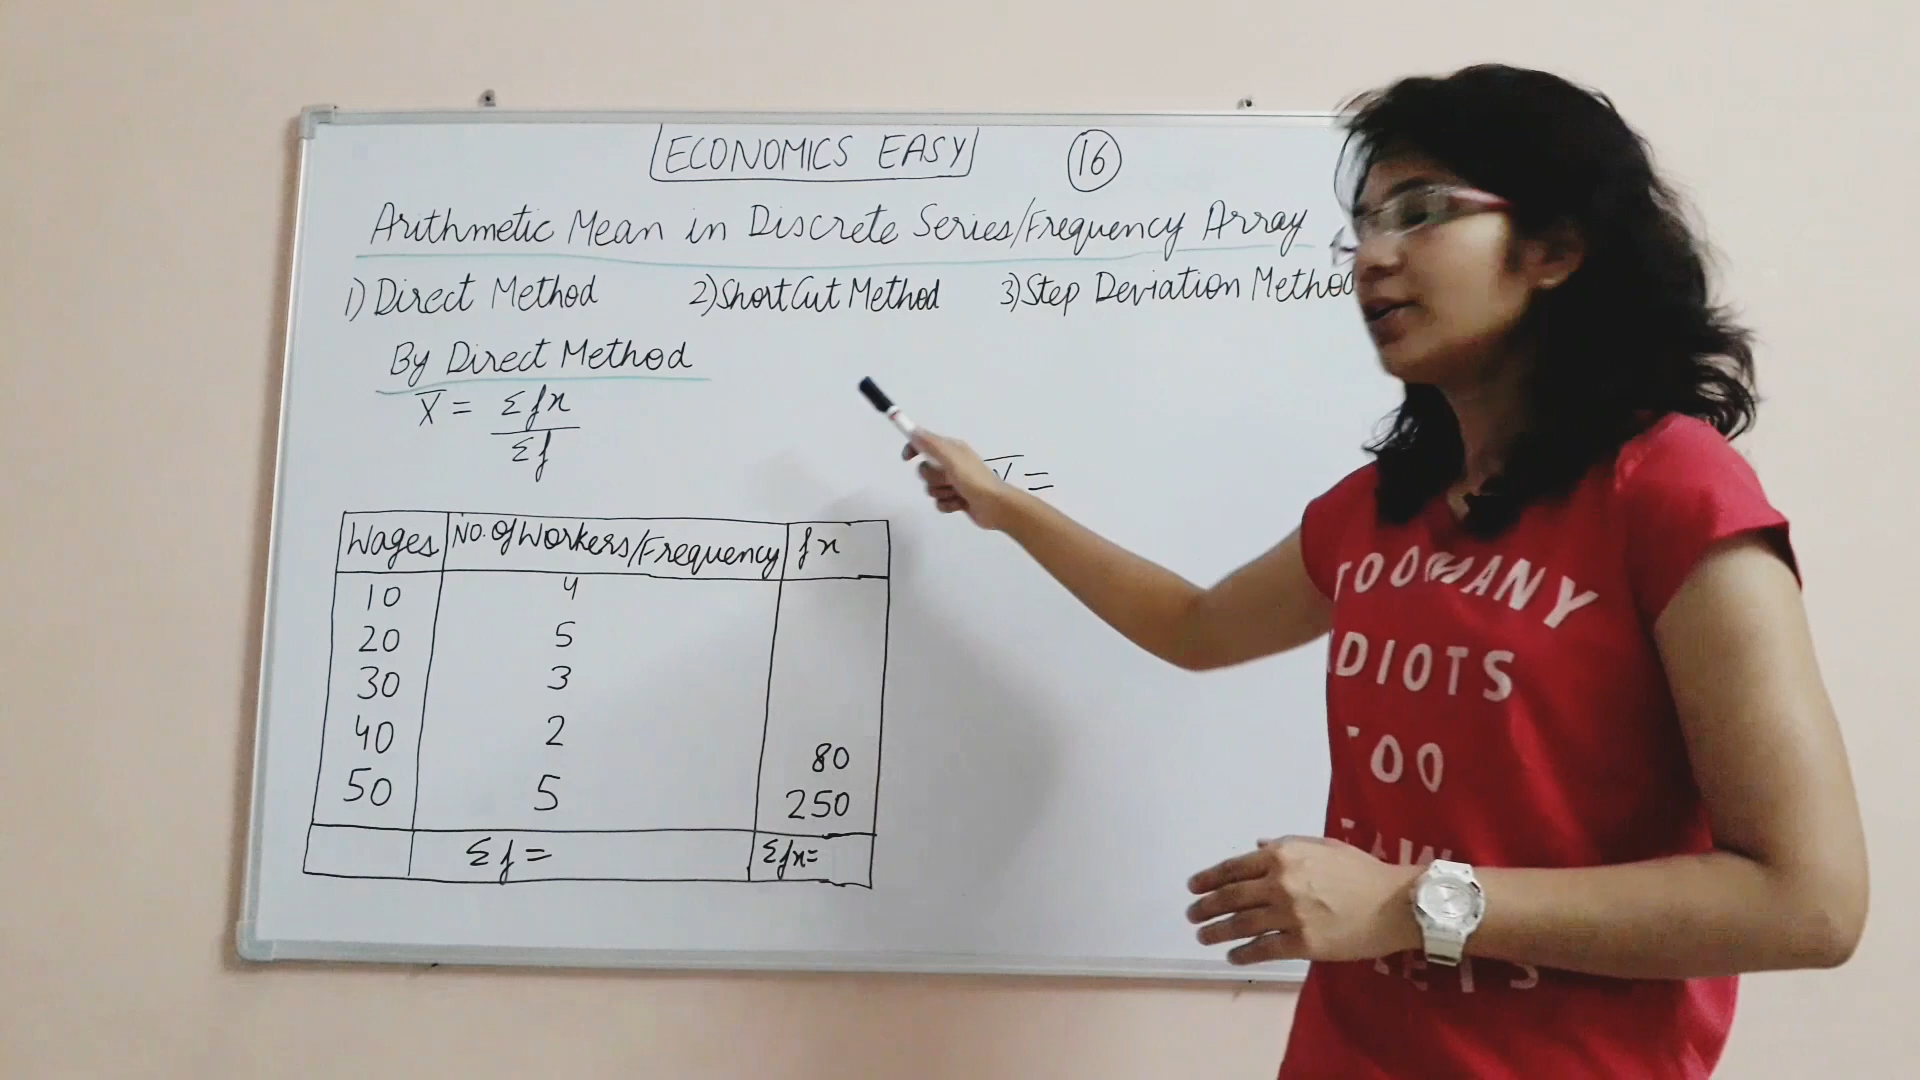 ECONOMICS EASY 16
Arithmetic Mean in Discrete Series/Frequency Array
1) Direct Method 2) Short Cut Method 3) Step Deviation Method
By Direct Method
X̅ = Σfx
Σf
X̅ =
Wages No. of Workers/Frequency fx
10 4
20 5
30 3
40 2 80
50 5 250
Σf = Σfx=
TOO MANY
IDIOTS
TOO